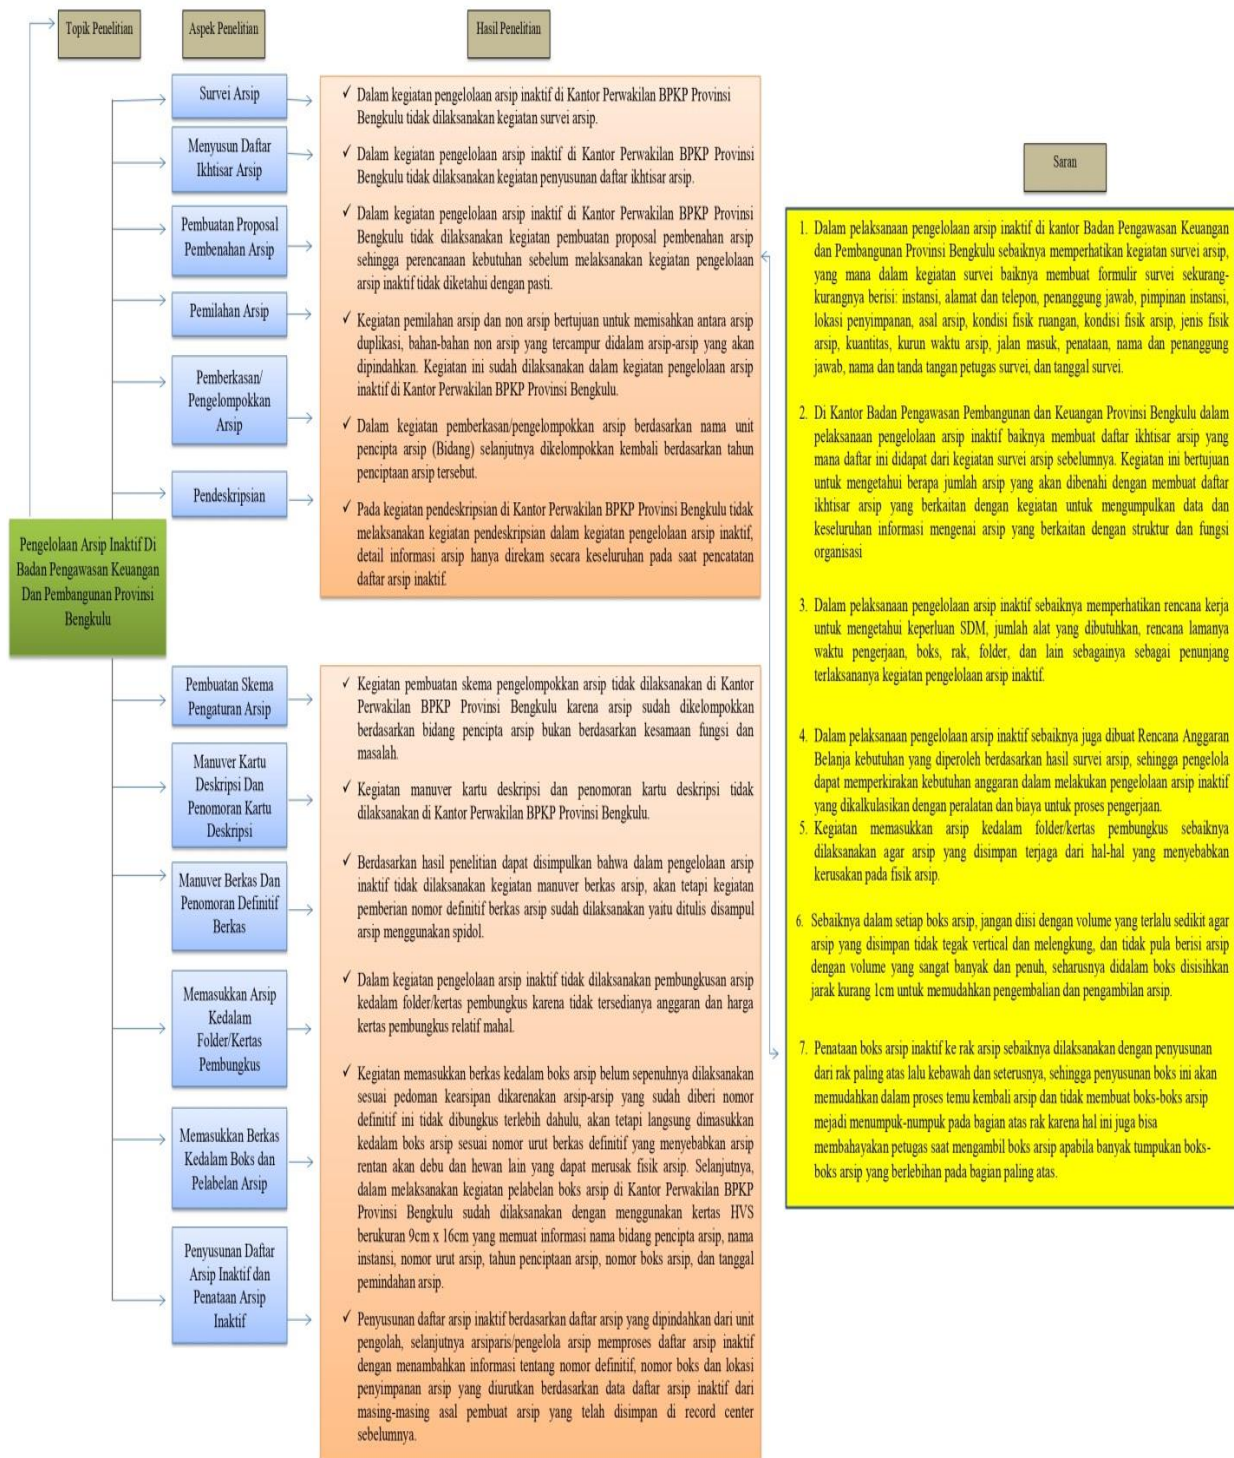 Topik Penelitian
Aspek Penelitian
Hasil Penelitian
Saran
Pengelolaan Arsip Inaktif Di
Badan Pengawasan Keuangan
Dan Pembangunan Provinsi
Bengkulu
Survei Arsip
Menyusun Daftar
Ikhtisar Arsip
Pembuatan Proposal
Pembenahan Arsip
Pemilahan Arsip
Pemberkasan/
Pengelompokkan
Arsip
Pendeskripsian
Pembuatan Skema
Pengaturan Arsip
Manuver Kartu
Deskripsi Dan
Penomoran Kartu
Deskripsi
Manuver Berkas Dan
Penomoran Definitif
Berkas
Memasukkan Arsip
Kedalam
Folder/Kertas
Pembungkus
Memasukkan Berkas
Kedalam Boks dan
Pelabelan Arsip
Penyusunan Daftar
Arsip Inaktif dan
Penataan Arsip
Inaktif
✓ Dalam kegiatan pengelolaan arsip inaktif di Kantor Perwakilan BPKP Provinsi
Bengkulu tidak dilaksanakan kegiatan survei arsip.
✓ Dalam kegiatan pengelolaan arsip inaktif di Kantor Perwakilan BPKP Provinsi
Bengkulu tidak dilaksanakan kegiatan penyusunan daftar ikhtisar arsip.
✓ Dalam kegiatan pengelolaan arsip inaktif di Kantor Perwakilan BPKP Provinsi
Bengkulu tidak dilaksanakan kegiatan pembuatan proposal pembenahan arsip
sehingga perencanaan kebutuhan sebelum melaksanakan kegiatan pengelolaan
arsip inaktif tidak diketahui dengan pasti.
✓ Kegiatan pemilahan arsip dan non arsip bertujuan untuk memisahkan antara arsip
duplikasi, bahan-bahan non arsip yang tercampur didalam arsip-arsip yang akan
dipindahkan. Kegiatan ini sudah dilaksanakan dalam kegiatan pengelolaan arsip
inaktif di Kantor Perwakilan BPKP Provinsi Bengkulu.
✓ Dalam kegiatan pemberkasan/pengelompokkan arsip berdasarkan nama unit
pencipta arsip (Bidang) selanjutnya dikelompokkan kembali berdasarkan tahun
penciptaan arsip tersebut.
✓ Pada kegiatan pendeskripsian di Kantor Perwakilan BPKP Provinsi Bengkulu tidak
melaksanakan kegiatan pendeskripsian dalam kegiatan pengelolaan arsip inaktif,
detail informasi arsip hanya direkam secara keseluruhan pada saat pencatatan
daftar arsip inaktif.
✓ Kegiatan pembuatan skema pengelompokkan arsip tidak dilaksanakan di Kantor
Perwakilan BPKP Provinsi Bengkulu karena arsip sudah dikelompokkan
berdasarkan bidang pencipta arsip bukan berdasarkan kesamaan fungsi dan
masalah.
✓ Kegiatan manuver kartu deskripsi dan penomoran kartu deskripsi tidak
dilaksanakan di Kantor Perwakilan BPKP Provinsi Bengkulu.
✓ Berdasarkan hasil penelitian dapat disimpulkan bahwa dalam pengelolaan arsip
inaktif tidak dilaksanakan kegiatan manuver berkas arsip, akan tetapi kegiatan
pemberian nomor definitif berkas arsip sudah dilaksanakan yaitu ditulis disampul
arsip menggunakan spidol.
✓ Dalam kegiatan pengelolaan arsip inaktif tidak dilaksanakan pembungkusan arsip
kedalam folder/kertas pembungkus karena tidak tersedianya anggaran dan harga
kertas pembungkus relatif mahal.
✓ Kegiatan memasukkan berkas kedalam boks arsip belum sepenuhnya dilaksanakan
sesuai pedoman kearsipan dikarenakan arsip-arsip yang sudah diberi nomor
definitif ini tidak dibungkus terlebih dahulu, akan tetapi langsung dimasukkan
kedalam boks arsip sesuai nomor urut berkas definitif yang menyebabkan arsip
rentan akan debu dan hewan lain yang dapat merusak fisik arsip. Selanjutnya,
dalam melaksanakan kegiatan pelabelan boks arsip di Kantor Perwakilan BPKP
Provinsi Bengkulu sudah dilaksanakan dengan menggunakan kertas HVS
berukuran 9cm x 16cm yang memuat informasi nama bidang pencipta arsip, nama
instansi, nomor urut arsip, tahun penciptaan arsip, nomor boks arsip, dan tanggal
pemindahan arsip.
✓ Penyusunan daftar arsip inaktif berdasarkan daftar arsip yang dipindahkan dari unit
pengolah, selanjutnya arsiparis/pengelola arsip memproses daftar arsip inaktif
dengan menambahkan informasi tentang nomor definitif, nomor boks dan lokasi
penyimpanan arsip yang diurutkan berdasarkan data daftar arsip inaktif dari
masing-masing asal pembuat arsip yang telah disimpan di record center
sebelumnya.
1. Dalam pelaksanaan pengelolaan arsip inaktif di kantor Badan Pengawasan Keuangan
dan Pembangunan Provinsi Bengkulu sebaiknya memperhatikan kegiatan survei arsip,
yang mana dalam kegiatan survei baiknya membuat formulir survei sekurang-
kurangnya berisi: instansi, alamat dan telepon, penanggung jawab, pimpinan instansi,
lokasi penyimpanan, asal arsip, kondisi fisik ruangan, kondisi fisik arsip, jenis fisik
arsip, kuantitas, kurun waktu arsip, jalan masuk, penataan, nama dan penanggung
jawab, nama dan tanda tangan petugas survei, dan tanggal survei.
2. Di Kantor Badan Pengawasan Pembangunan dan Keuangan Provinsi Bengkulu dalam
pelaksanaan pengelolaan arsip inaktif baiknya membuat daftar ikhtisar arsip yang
mana daftar ini didapat dari kegiatan survei arsip sebelumnya. Kegiatan ini bertujuan
untuk mengetahui berapa jumlah arsip yang akan dibenahi dengan membuat daftar
ikhtisar arsip yang berkaitan dengan kegiatan untuk mengumpulkan data dan
keseluruhan informasi mengenai arsip yang berkaitan dengan struktur dan fungsi
organisasi
3. Dalam pelaksanaan pengelolaan arsip inaktif sebaiknya memperhatikan rencana kerja
untuk mengetahui keperluan SDM, jumlah alat yang dibutuhkan, rencana lamanya
waktu pengerjaan, boks, rak, folder, dan lain sebagainya sebagai penunjang
terlaksananya kegiatan pengelolaan arsip inaktif.
4. Dalam pelaksanaan pengelolaan arsip inaktif sebaiknya juga dibuat Rencana Anggaran
Belanja kebutuhan yang diperoleh berdasarkan hasil survei arsip, sehingga pengelola
dapat memperkirakan kebutuhan anggaran dalam melakukan pengelolaan arsip inaktif
yang dikalkulasikan dengan peralatan dan biaya untuk proses pengerjaan.
5. Kegiatan memasukkan arsip kedalam folder/kertas pembungkus sebaiknya
dilaksanakan agar arsip yang disimpan terjaga dari hal-hal yang menyebabkan
kerusakan pada fisik arsip.
6. Sebaiknya dalam setiap boks arsip, jangan diisi dengan volume yang terlalu sedikit agar
arsip yang disimpan tidak tegak vertical dan melengkung, dan tidak pula berisi arsip
dengan volume yang sangat banyak dan penuh, seharusnya didalam boks disisihkan
jarak kurang 1cm untuk memudahkan pengembalian dan pengambilan arsip.
7. Penataan boks arsip inaktif ke rak arsip sebaiknya dilaksanakan dengan penyusunan
dari rak paling atas lalu kebawah dan seterusnya, sehingga penyusunan boks ini akan
memudahkan dalam proses temu kembali arsip dan tidak membuat boks-boks arsip
mejadi menumpuk-numpuk pada bagian atas rak karena hal ini juga bisa
membahayakan petugas saat mengambil boks arsip apabila banyak tumpukan boks-
boks arsip yang berlebihan pada bagian paling atas.